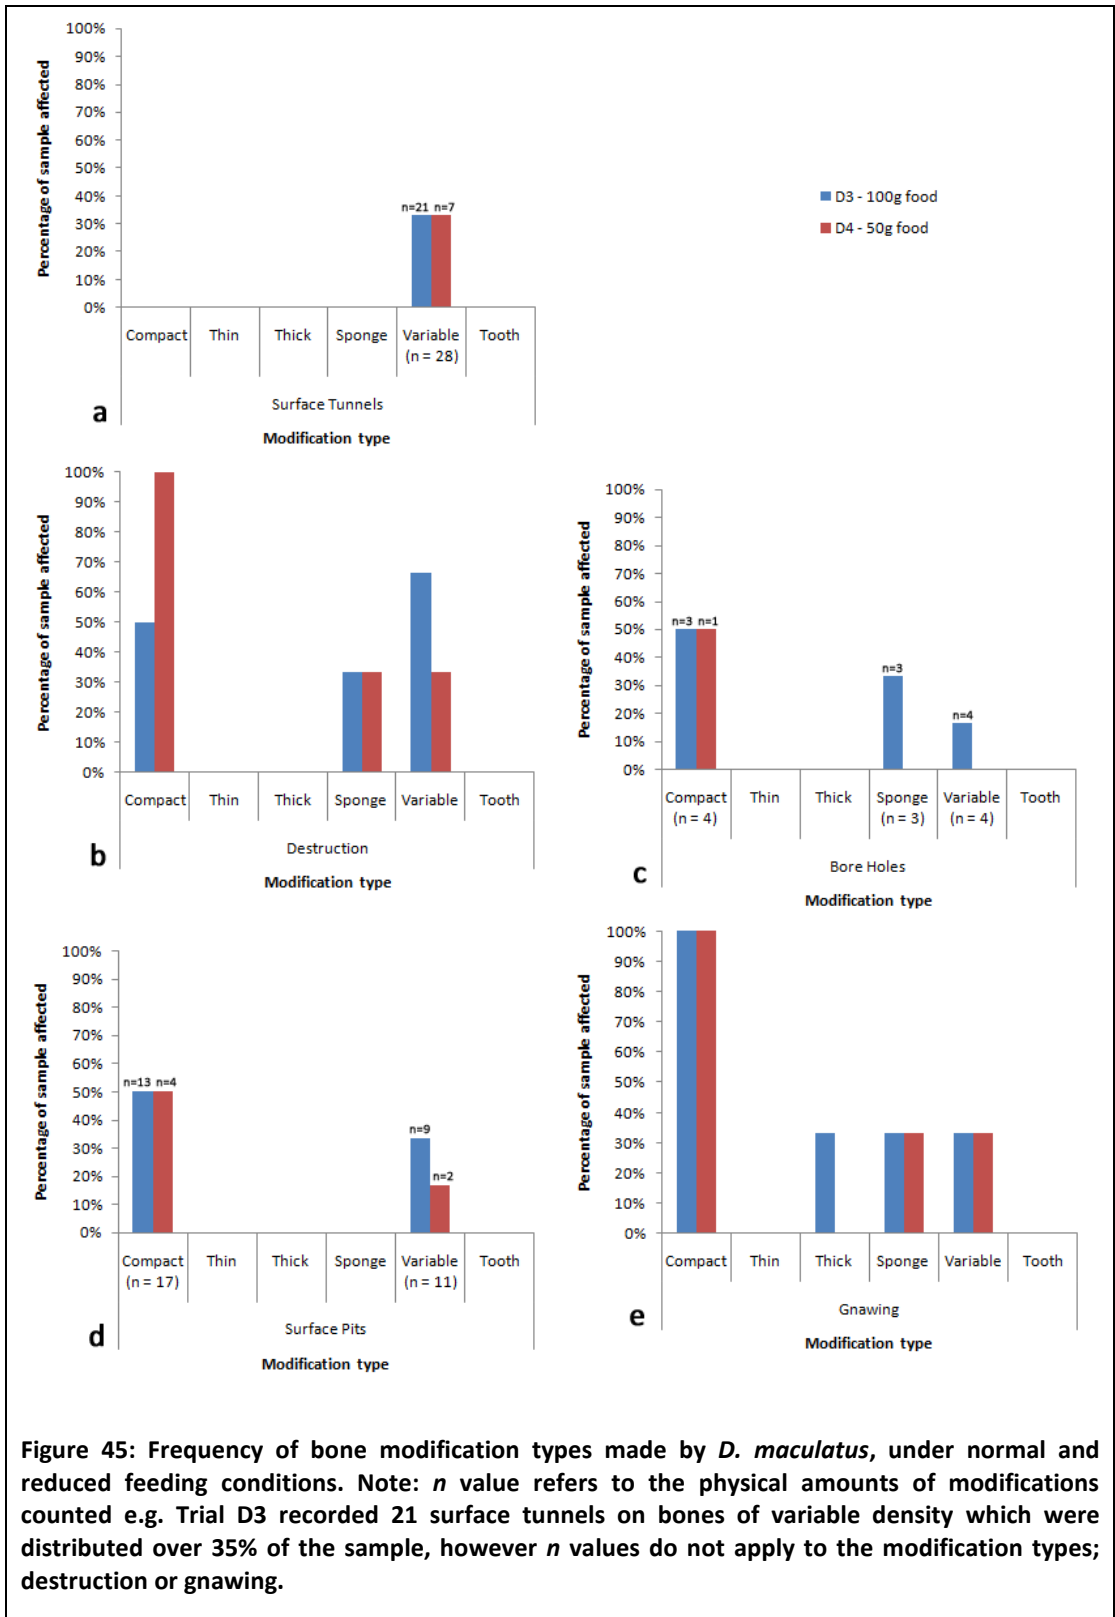 100%
90%
80%
70%
60%
50%
40%
30%
20%
10%
0%
Percentage of sample affected
n=21 n=7
Compact Thin Thick Sponge Variable Tooth
(n = 28)
Surface Tunnels
a
Modification type
D3 - 100g food
D4 - 50g food
100%
90%
80%
70%
60%
50%
40%
30%
20%
10%
0%
Percentage of sample affected
Compact Thin Thick Sponge Variable Tooth
Destruction
b
Modification type
100%
90%
80%
70%
60%
50%
40%
30%
20%
10%
0%
Percentage of sample affected
n=3 n=1
n=3
n=4
Compact Thin Thick Sponge Variable Tooth
(n = 4) (n = 3) (n = 4)
Bore Holes
c
Modification type
100%
90%
80%
70%
60%
50%
40%
30%
20%
10%
0%
Percentage of sample affected
n=13 n=4
n=9
n=2
Compact Thin Thick Sponge Variable Tooth
(n = 17) (n = 11)
Surface Pits
d
Modification type
100%
90%
80%
70%
60%
50%
40%
30%
20%
10%
0%
Percentage of sample affected
Compact Thin Thick Sponge Variable Tooth
Gnawing
e
Modification type
Figure 45: Frequency of bone modification types made by D. maculatus, under normal and
reduced feeding conditions. Note: n value refers to the physical amounts of modifications
counted e.g. Trial D3 recorded 21 surface tunnels on bones of variable density which were
distributed over 35% of the sample, however n values do not apply to the modification types;
destruction or gnawing.